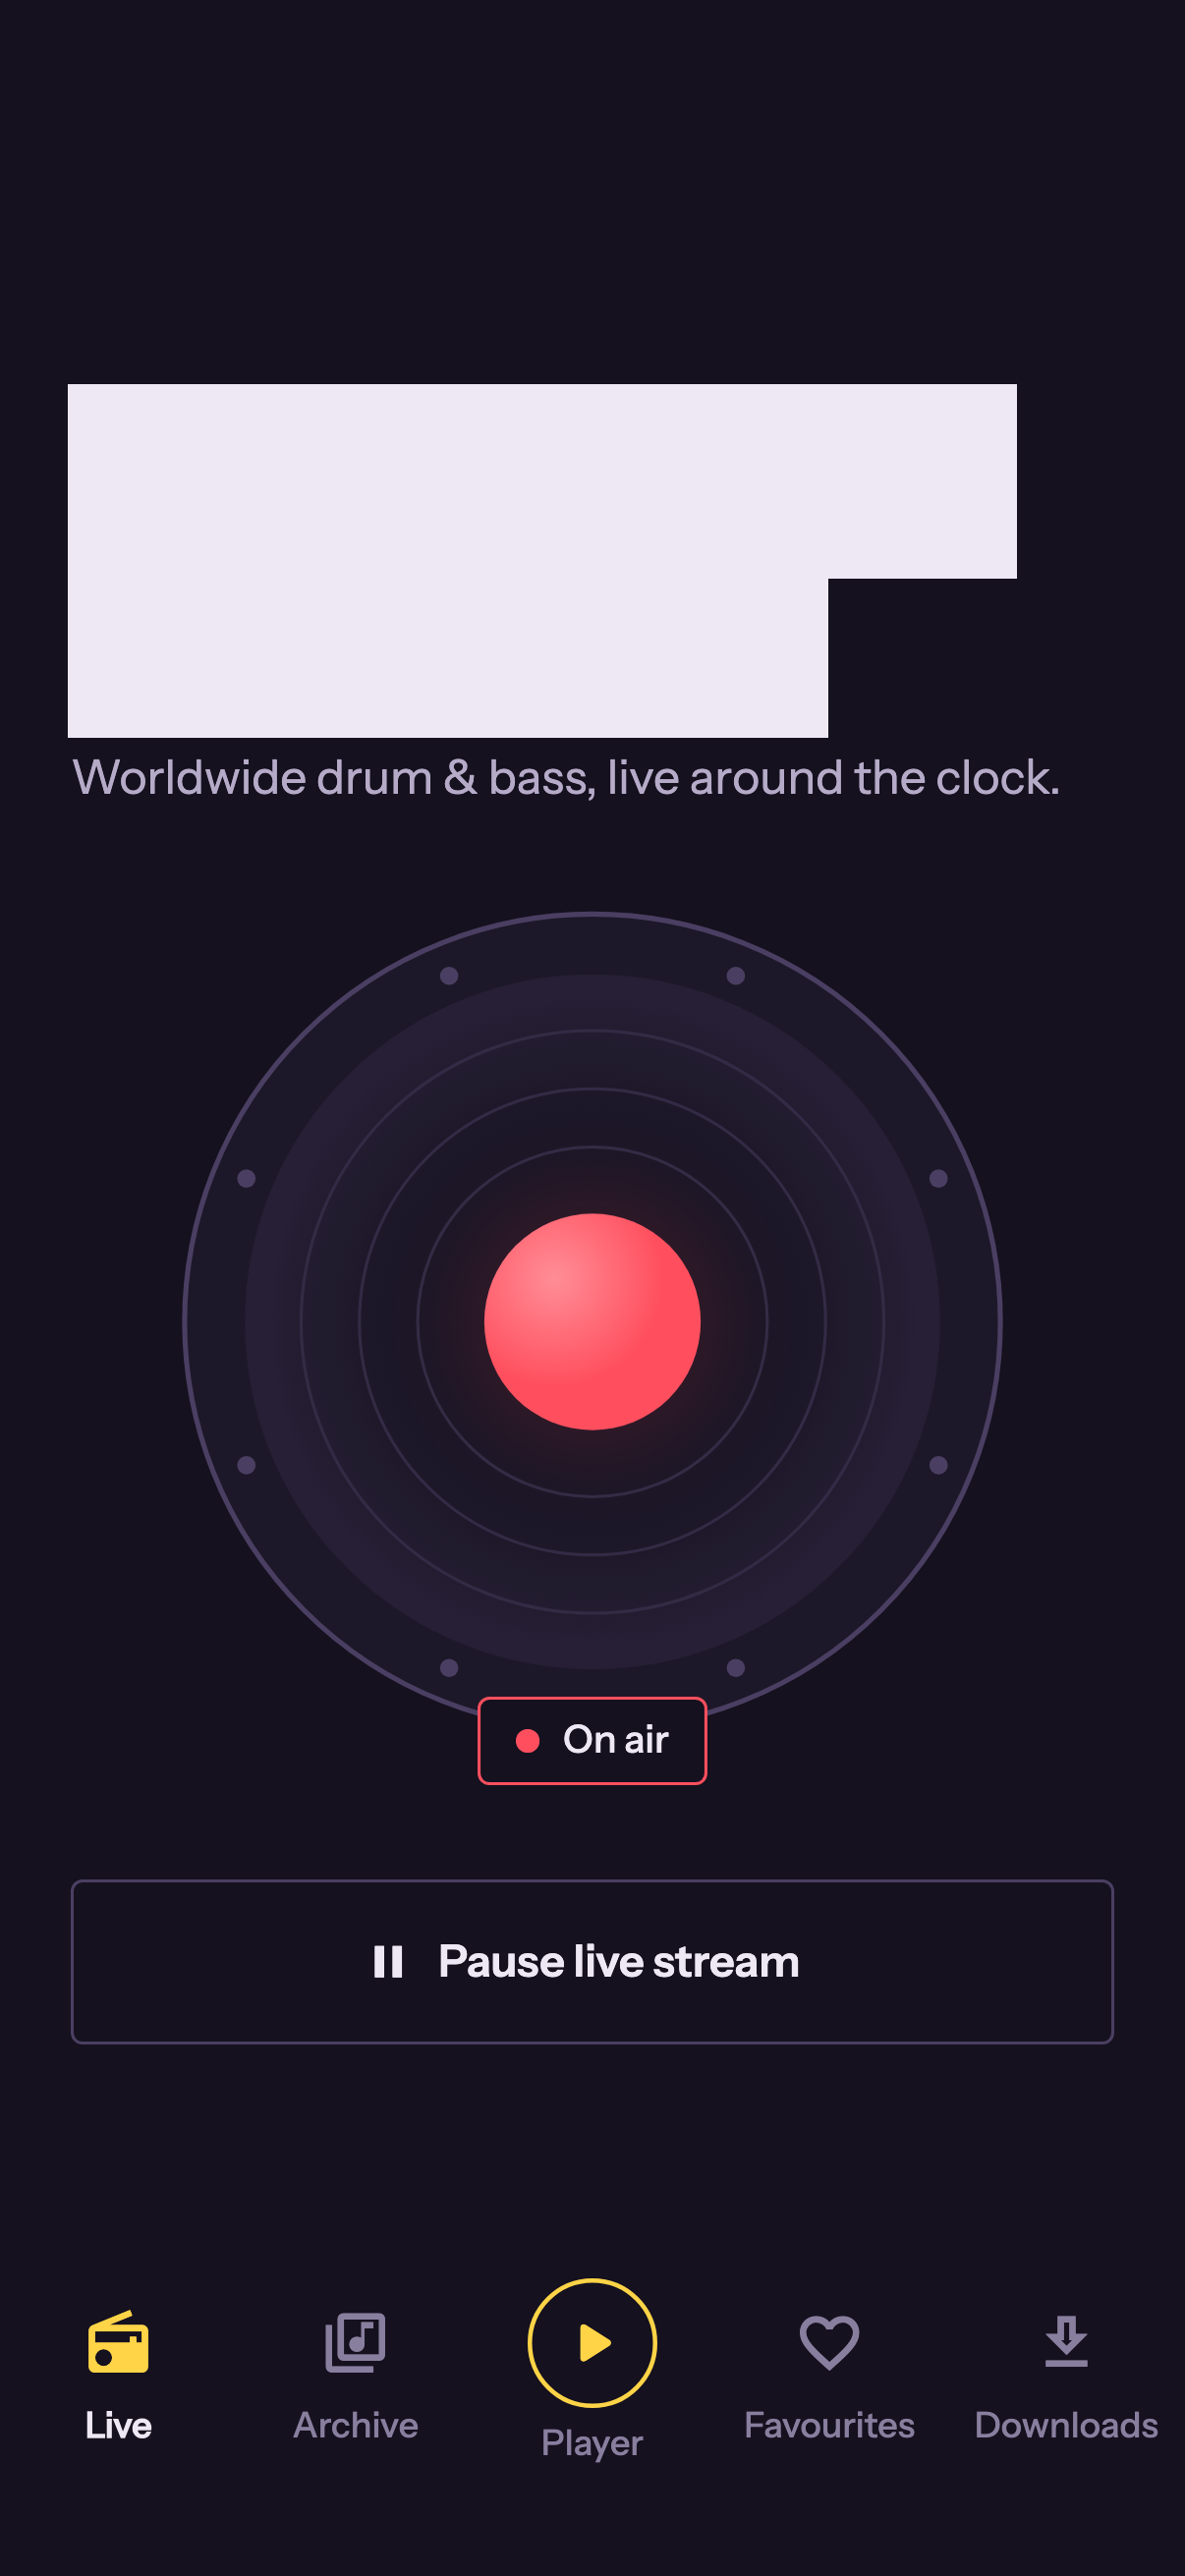 Worldwide drum & bass, live around the clock.
On air
Pause live stream
Live
Archive
Player
Favourites
Downloads